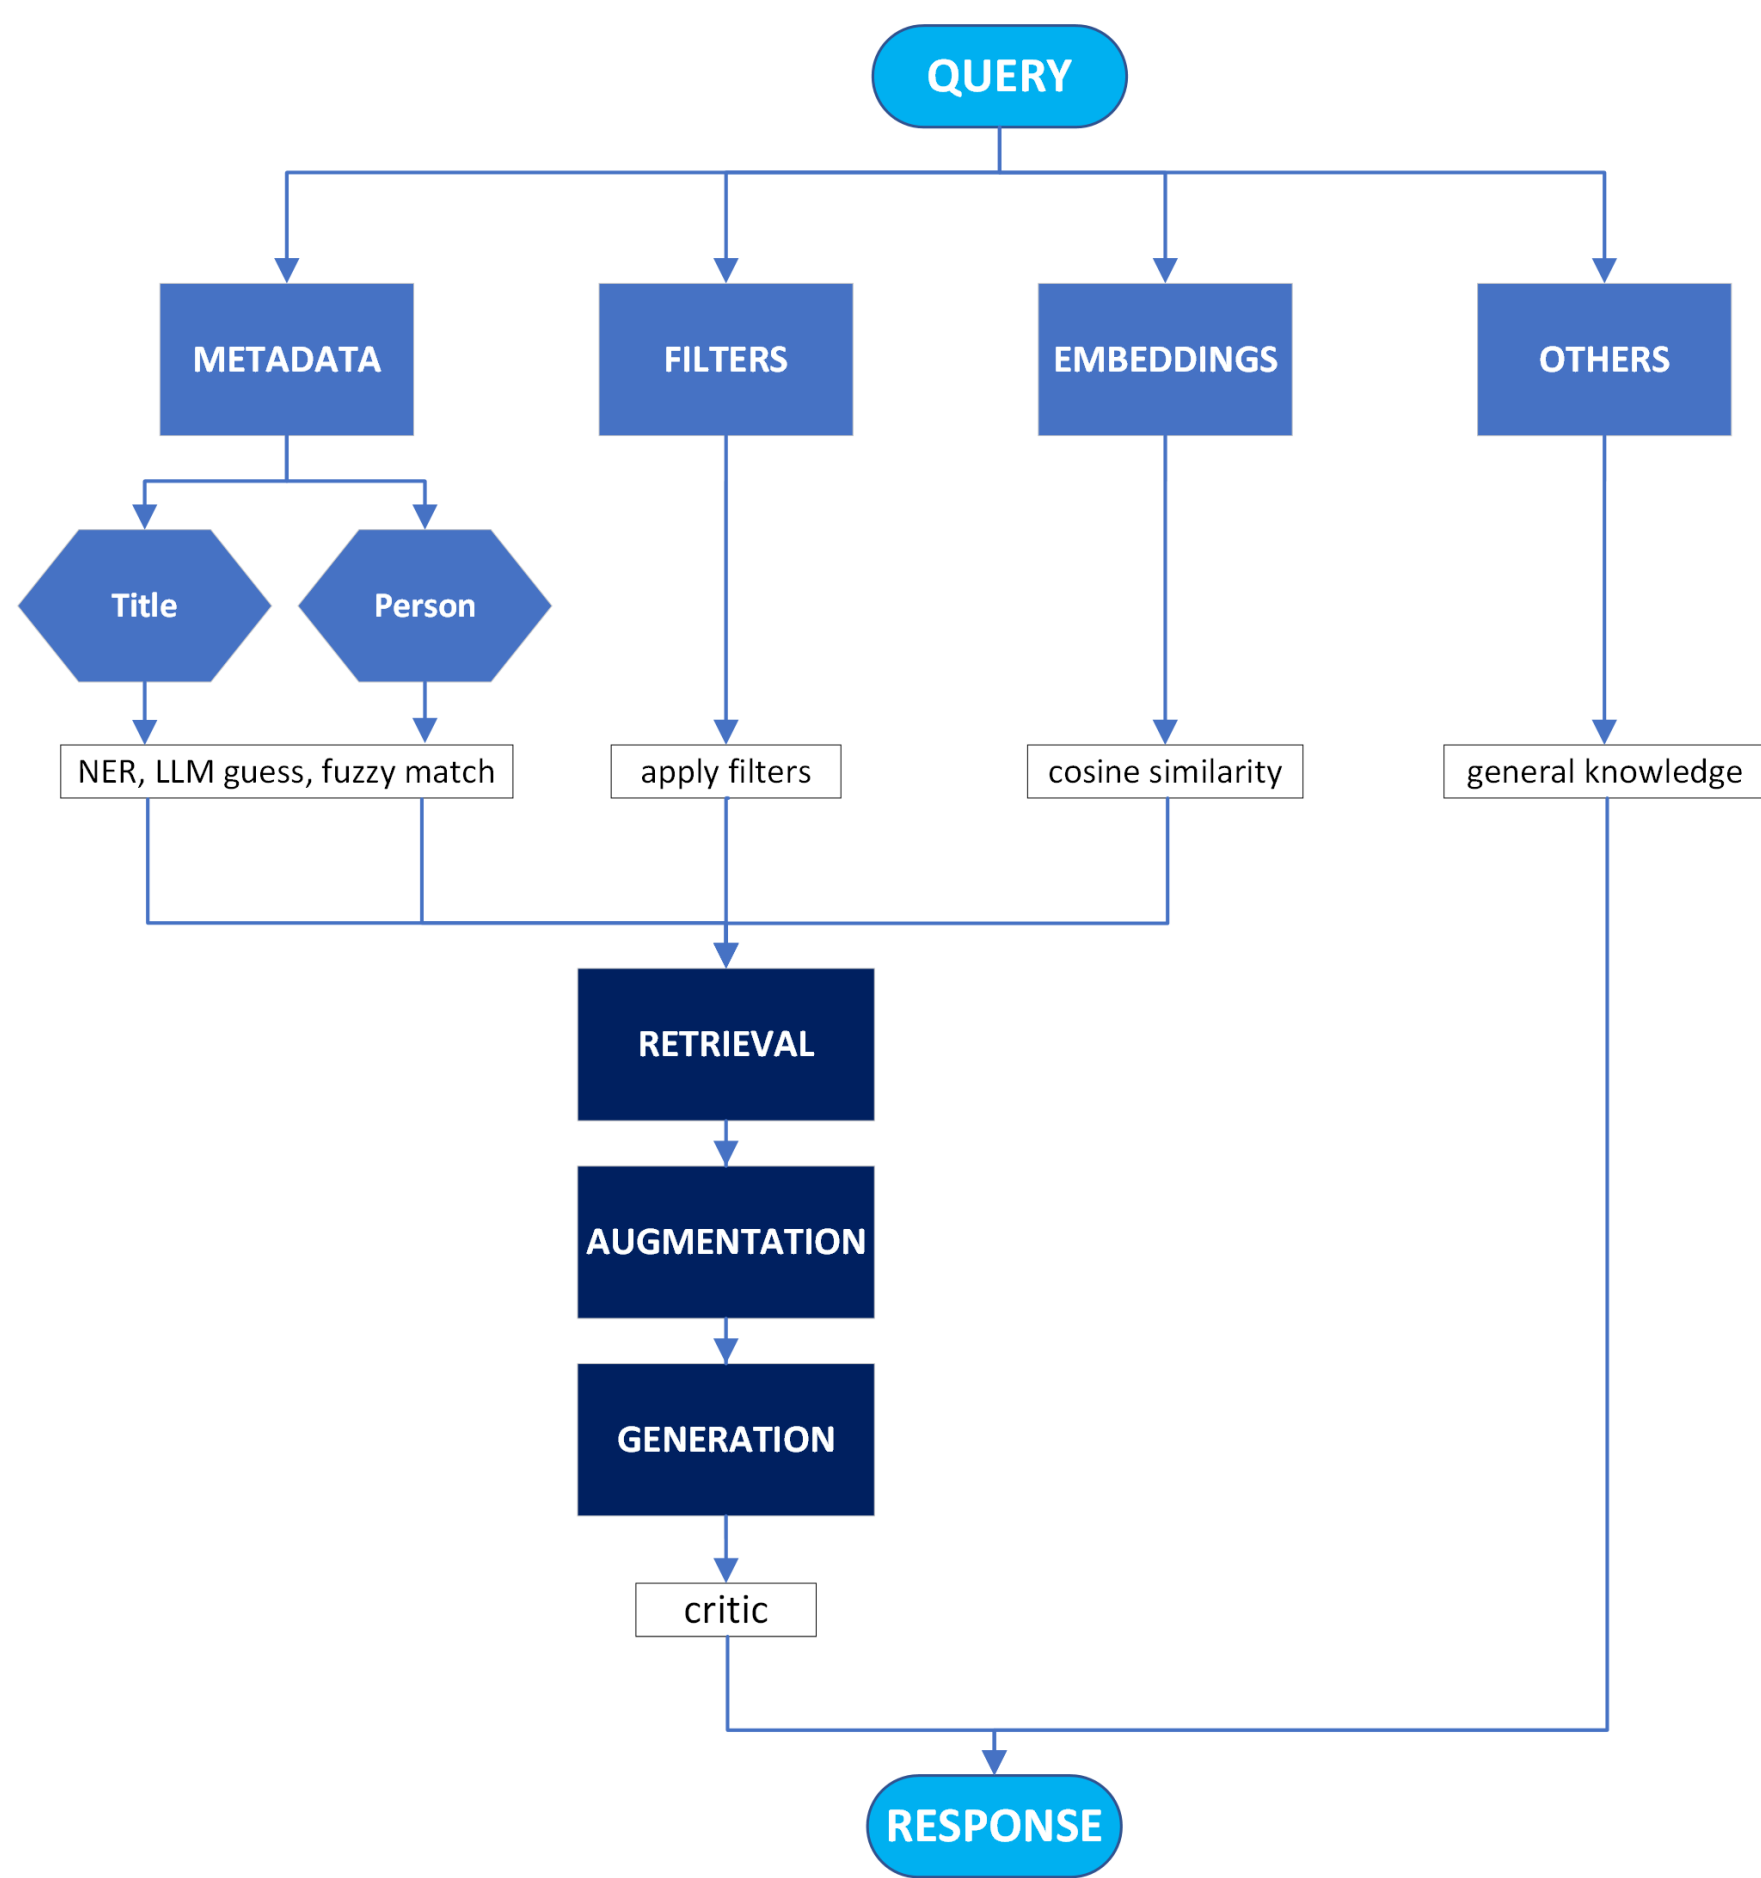 QUERY
METADATA
FILTERS
EMBEDDINGS
OTHERS
Title
Person
NER, LLM guess, fuzzy match
apply filters
cosine similarity
general knowledge
RETRIEVAL
AUGMENTATION
GENERATION
critic
RESPONSE